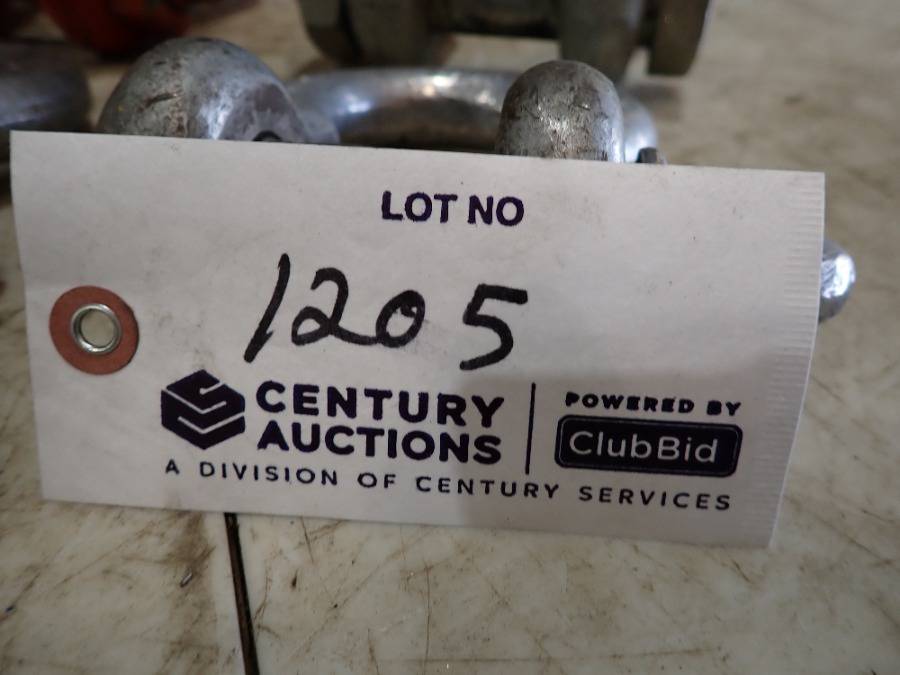 LOT NO
1205
CENTURY
AUCTIONS
A DIVISION OF CENTURY SERVICES
POWERED BY
ClubBid